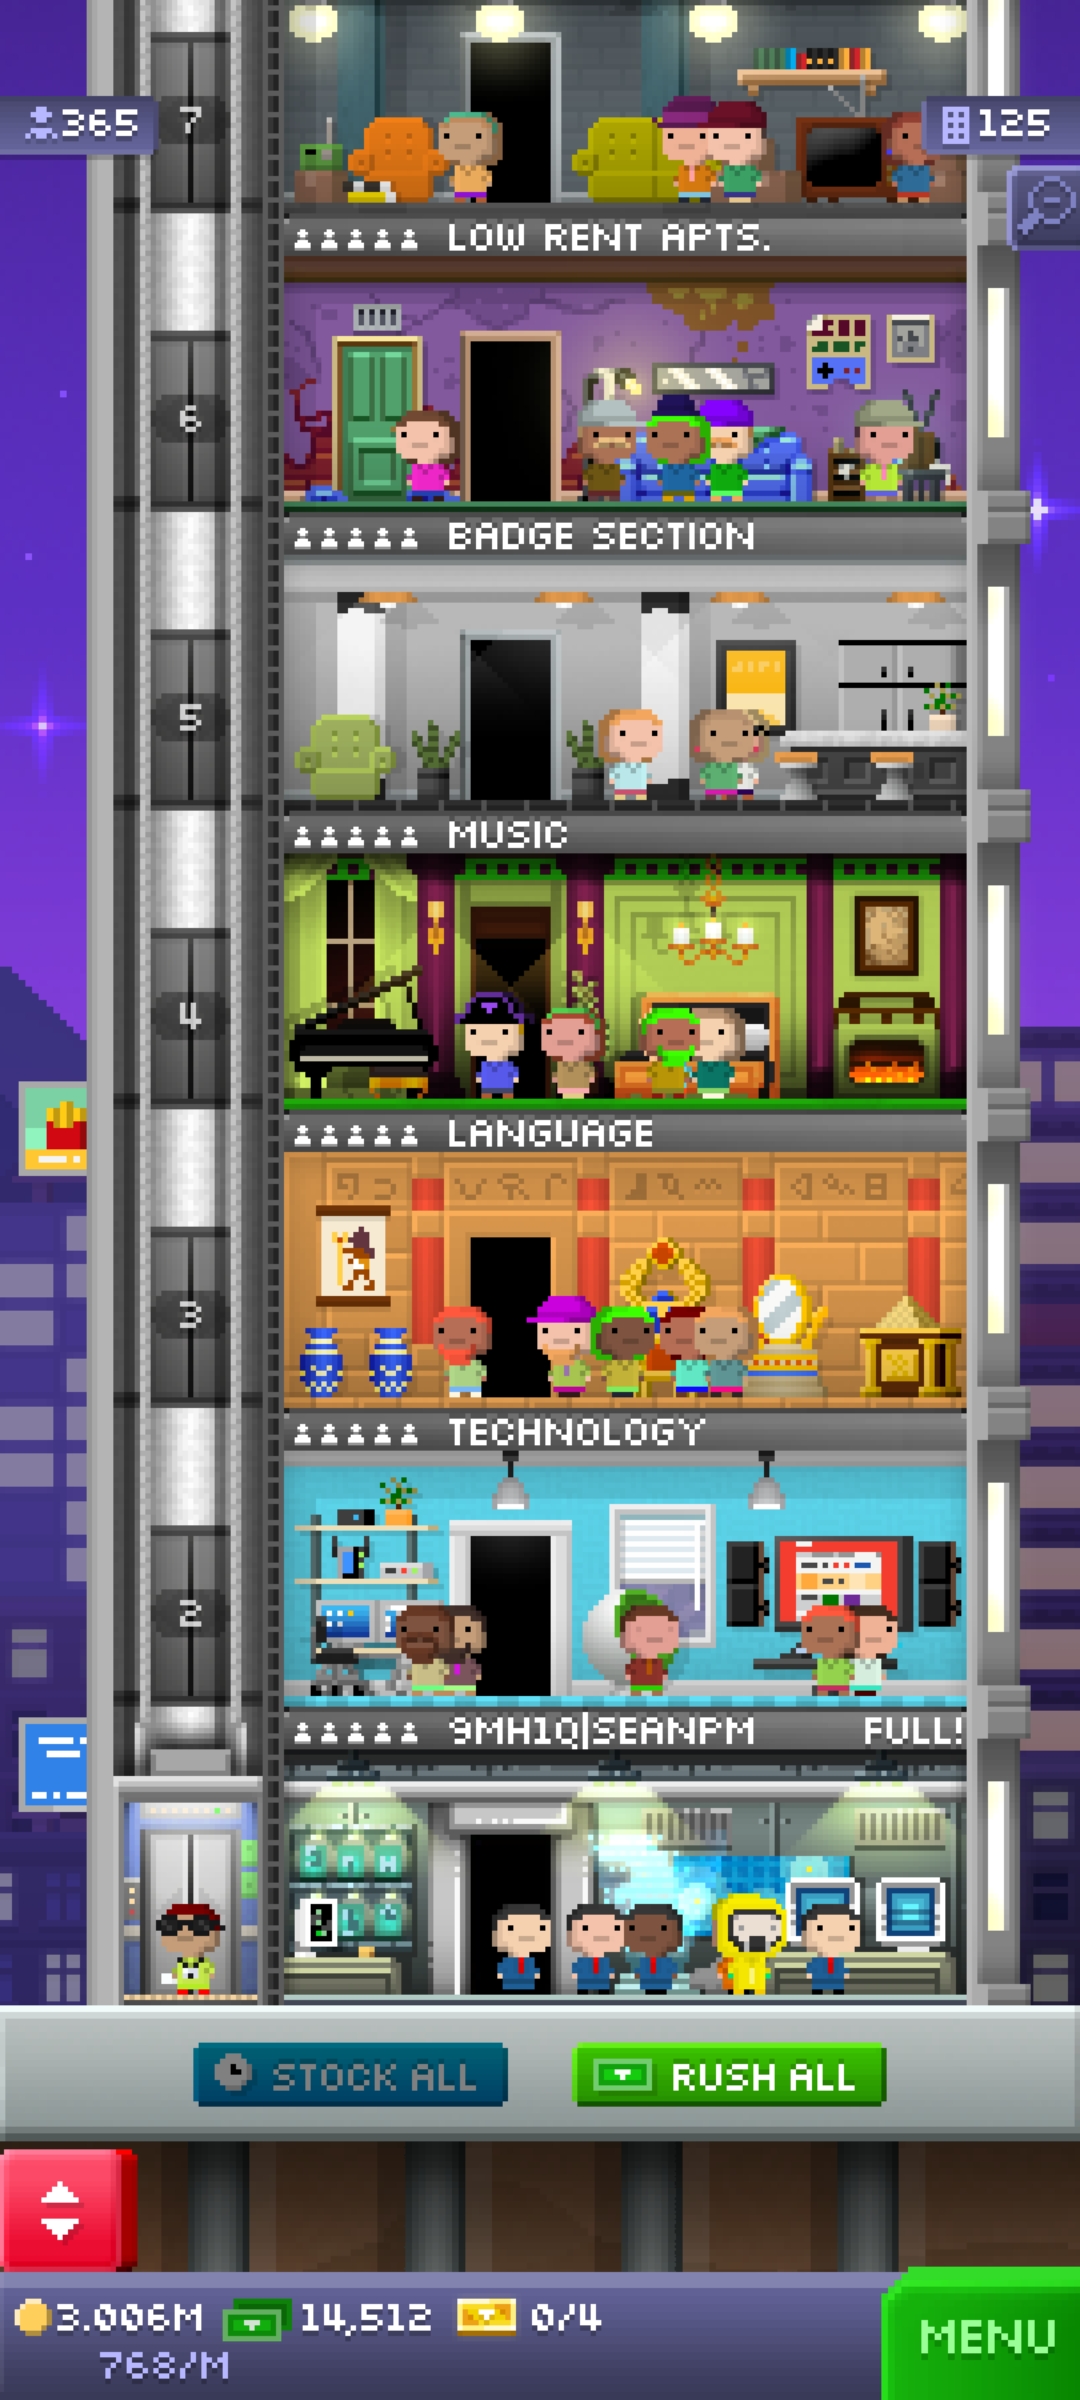 365
7
125
LOW RENT APTS.
6
BADGE SECTION
5
MUSIC
4
LANGUAGE
3
TECHNOLOGY
2
9MH1Q|SEANPM FULL!
STOCK ALL
RUSH ALL
3.006M 14,512 0/4
768/M
MENU